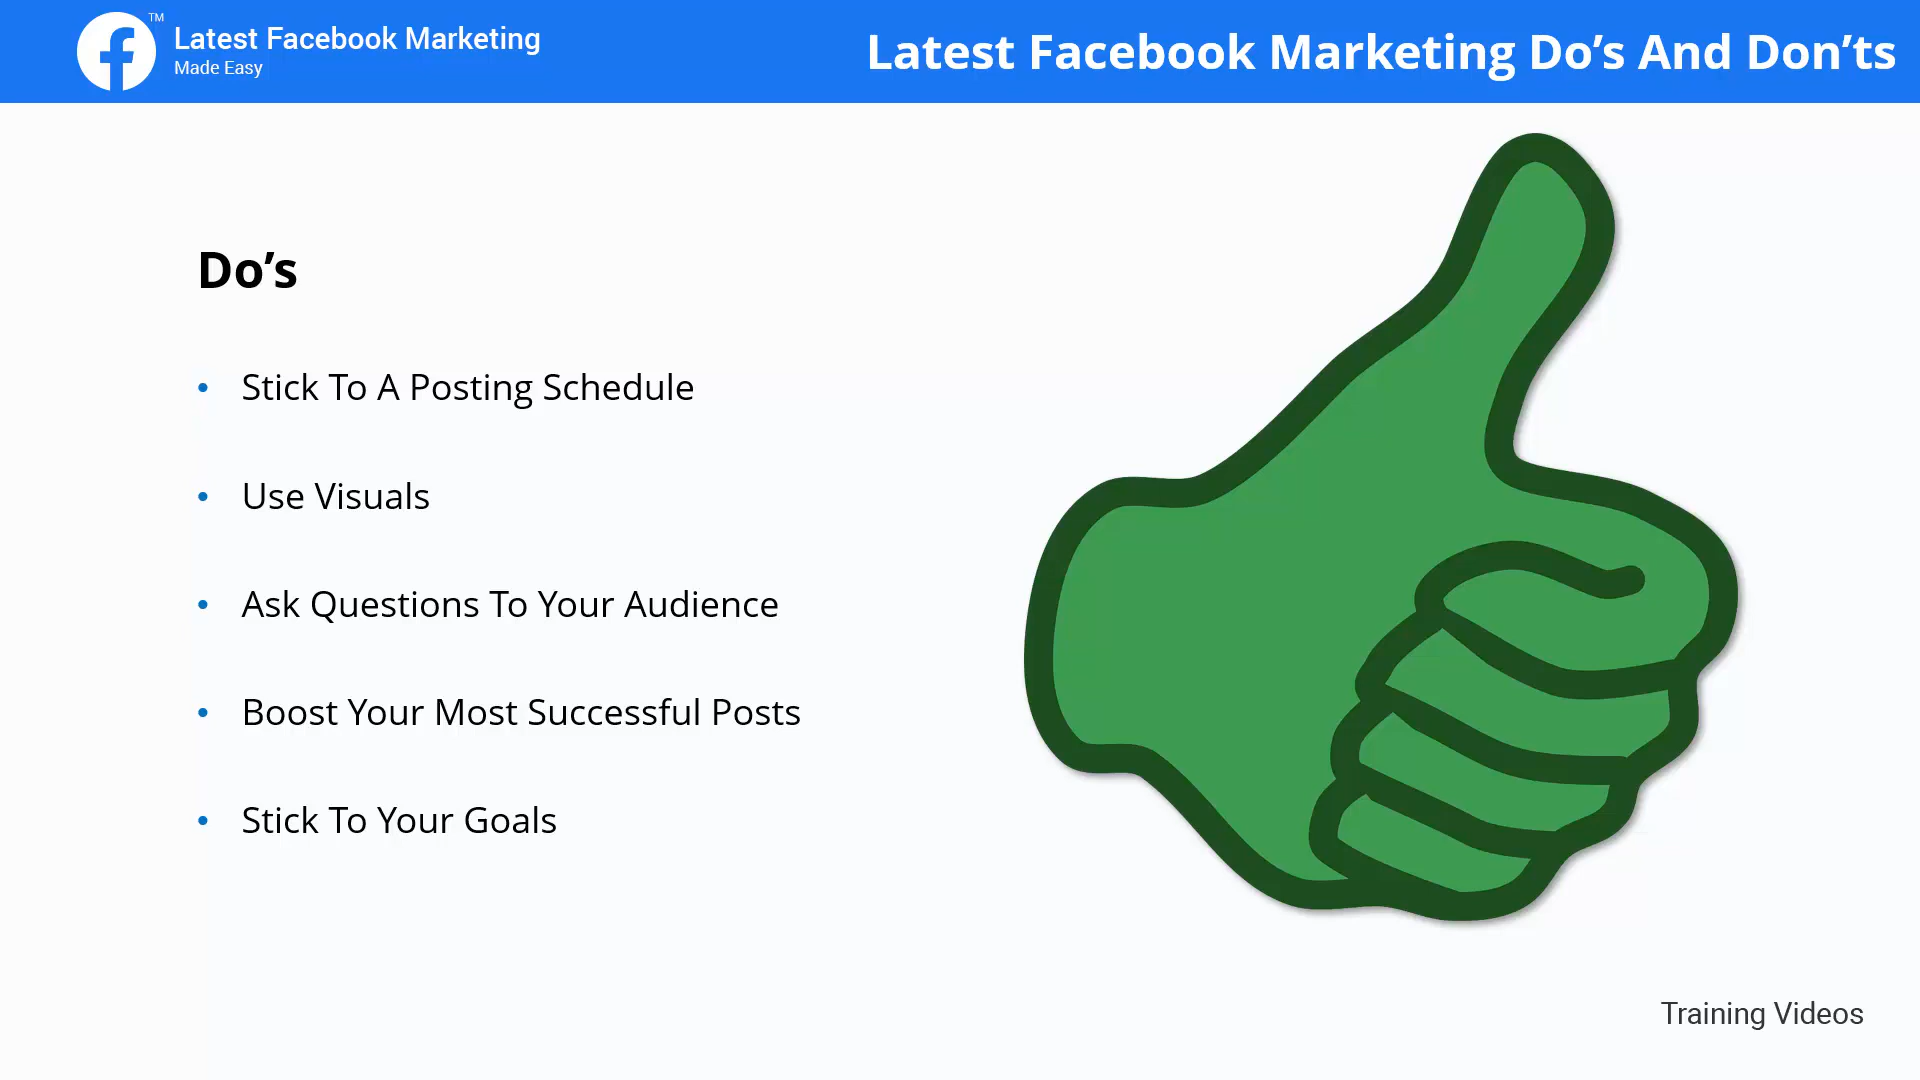 TM
Latest Facebook Marketing
Made Easy
Latest Facebook Marketing Do’s And Don’ts
Do’s
• Stick To A Posting Schedule
• Use Visuals
• Ask Questions To Your Audience
• Boost Your Most Successful Posts
• Stick To Your Goals
Training Videos